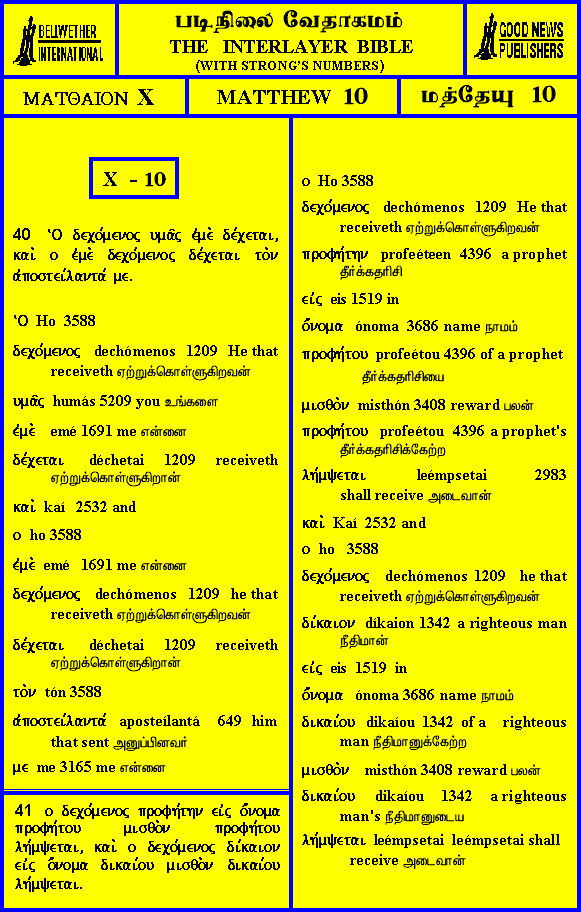 BELLWETHER
INTERNATIONAL
படிநிலை வேதாகமம்
THE INTERLAYER BIBLE
(WITH STRONG'S NUMBERS)
GOOD NEWS
PUBLISHERS
ΜΑΤΘΑΙΟΝ X
MATTHEW 10
மத்தேயு 10
X - 10
40 Ὁ δεχόμενος υμᾶς ἐμὲ δέχεται,
καὶ ο ἐμὲ δεχόμενος δέχεται τὸν
ἀποστείλαντά με.
Ὁ Ho 3588
δεχόμενος dechómenos 1209 He that
receiveth ஏற்றுக்கொள்ளுகிறவன்
υμᾶς humás 5209 you உங்களை
ἐμὲ emé 1691 me என்னை
δέχεται déchetai 1209 receiveth
ஏற்றுக்கொள்ளுகிறான்
καὶ kaí 2532 and
ο ho 3588
ἐμὲ emé 1691 me என்னை
δεχόμενος dechómenos 1209 he that
receiveth ஏற்றுக்கொள்ளுகிறவன்
δέχεται déchetai 1209 receiveth
ஏற்றுக்கொள்ளுகிறான்
τὸν tón 3588
ἀποστείλαντά aposteílantá 649 him
that sent அனுப்பினவர்
με me 3165 me என்னை
41 ο δεχόμενος προφήτην εἰς ὄνομα
προφήτου μισθὸν προφήτου
λήμψεται, καὶ ο δεχόμενος δίκαιον
εἰς ὄνομα δικαίου μισθὸν δικαίου
λήμψεται.
ο Ho 3588
δεχόμενος dechómenos 1209 He that
receiveth ஏற்றுக்கொள்ளுகிறவன்
προφήτην profeéteen 4396 a prophet
தீர்க்கதரிசி
εἰς eis 1519 in
ὄνομα ónoma 3686 name நாமம்
προφήτου profeétou 4396 of a prophet
தீர்க்கதரிசியை
μισθὸν misthón 3408 reward பலன்
προφήτου profeétou 4396 a prophet's
தீர்க்கதரிசிக்கேற்ற
λήμψεται leémpsetai 2983
shall receive அடைவான்
καὶ Kaí 2532 and
ο ho 3588
δεχόμενος dechómenos 1209 he that
receiveth ஏற்றுக்கொள்ளுகிறவன்
δίκαιον díkaion 1342 a righteous man
நீதிமான்
εἰς eis 1519 in
ὄνομα ónoma 3686 name நாமம்
δικαίου dikaíou 1342 of a righteous
man நீதிமானுக்கேற்ற
μισθὸν misthón 3408 reward பலன்
δικαίου dikaíou 1342 a righteous
man's நீதிமானுடைய
λήμψεται leémpsetai leémpsetai shall
receive அடைவான்